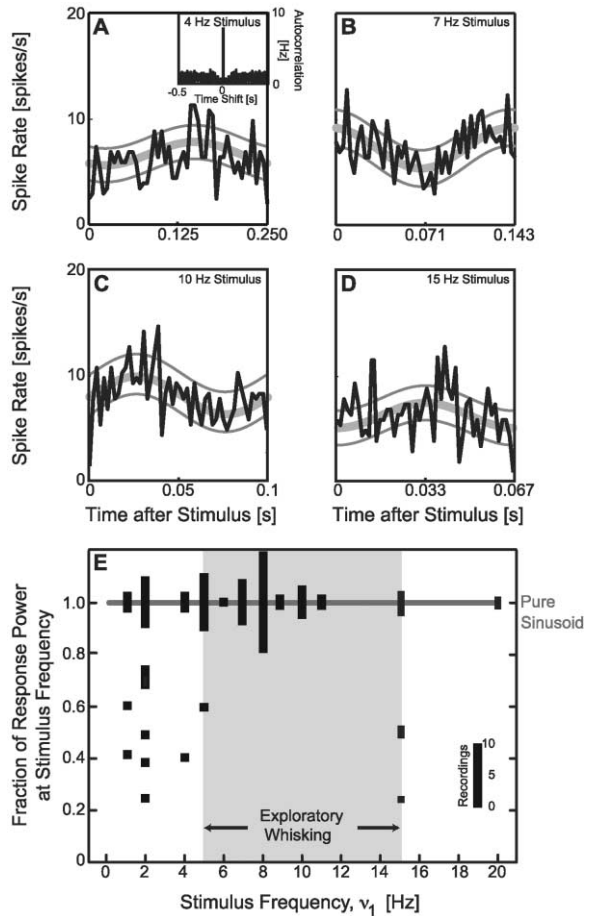 A
4 Hz Stimulus
10
0
Autocorrelation
[Hz]
-0.5
0
Time Shift [s]
20
10
0
Spike Rate [spikes/s]
0
0.125
0.250
B
7 Hz Stimulus
0
0.071
0.143
C
10 Hz Stimulus
20
10
0
Spike Rate [spikes/s]
0
0.05
0.1
Time after Stimulus [s]
D
15 Hz Stimulus
0
0.033
0.067
Time after Stimulus [s]
E
1.0
0.8
0.6
0.4
0.2
0
Fraction of Response Power
at Stimulus Frequency
Pure
Sinusoid
Recordings
10
5
0
Exploratory
Whisking
0
2
4
6
8
10
12
14
16
18
20
Stimulus Frequency, ν1 [Hz]